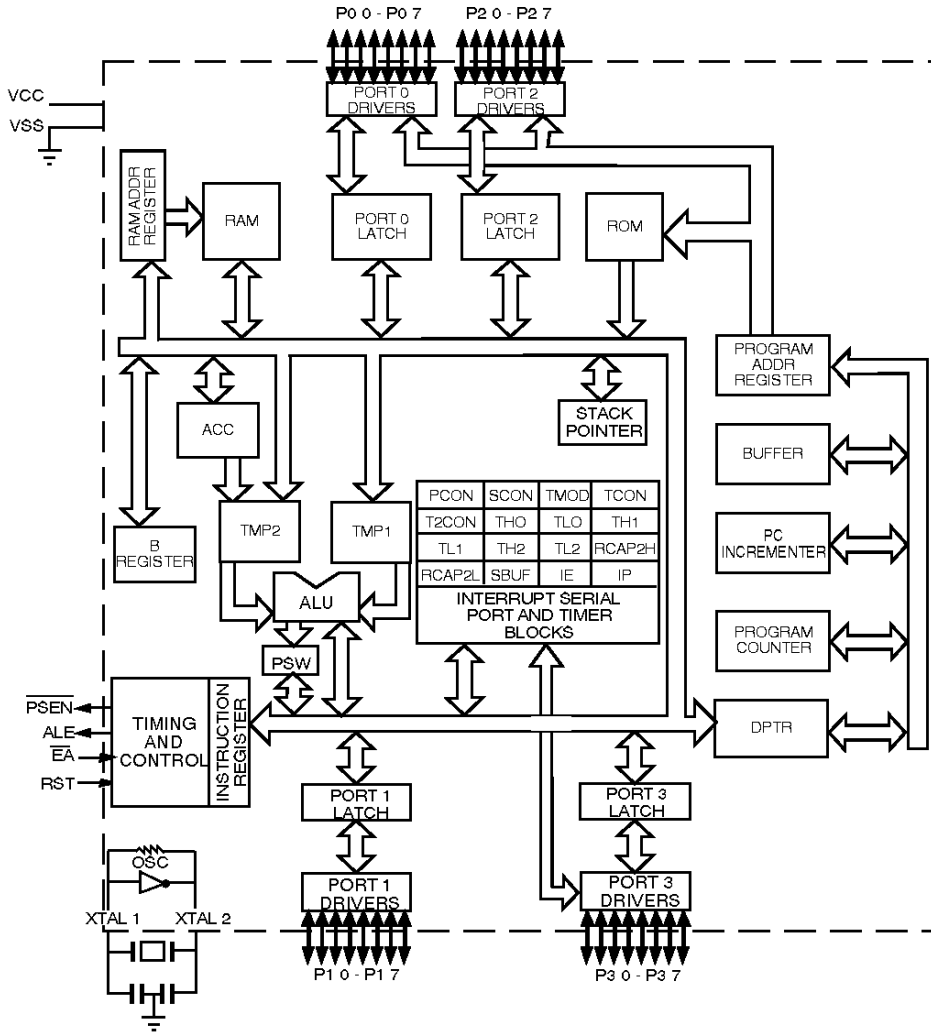 P0 0 - P0 7
P2 0 - P2 7
VCC
VSS
PORT 0
DRIVERS
PORT 2
DRIVERS
RAM ADDR
REGISTER
RAM
PORT 0
LATCH
PORT 2
LATCH
ROM
PROGRAM
ADDR
REGISTER
ACC
STACK
POINTER
BUFFER
B
REGISTER
TMP2
TMP1
PCON SCON TMOD TCON
T2CON TH0 TL0 TH1
TL1 TH2 TL2 RCAP2H
RCAP2L SBUF IE IP
INTERRUPT SERIAL
PORT AND TIMER
BLOCKS
PC
INCREMENTER
ALU
PSW
PROGRAM
COUNTER
PSEN
ALE
EA
RST
TIMING
AND
CONTROL
INSTRUCTION
REGISTER
DPTR
PORT 1
LATCH
PORT 3
LATCH
OSC
XTAL 1
XTAL 2
PORT 1
DRIVERS
PORT 3
DRIVERS
P1 0 - P1 7
P3 0 - P3 7